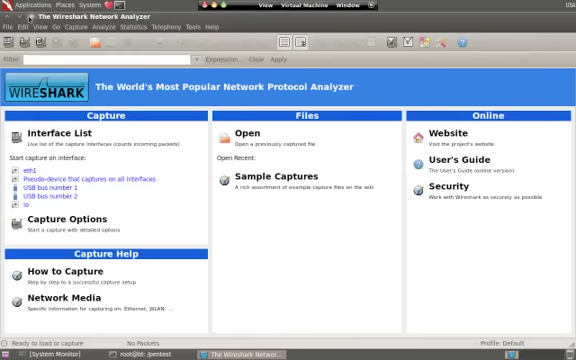 Applications Places System
View Virtual Machine Window
USA
The Wireshark Network Analyzer
File Edit View Go Capture Analyze Statistics Telephony Tools Help
Filter: Expression... Clear Apply
WIRESHARK
The World's Most Popular Network Protocol Analyzer
Capture
Interface List
Live list of the capture interfaces (counts incoming packets)
Start capture on interface:
eth1
Pseudo-device that captures on all interfaces
USB bus number 1
USB bus number 2
lo
Capture Options
Start a capture with detailed options
Capture Help
How to Capture
Step by step to a successful capture setup
Network Media
Specific information for capturing on: Ethernet, WLAN, ...
Files
Open
Open a previously captured file
Open Recent:
Sample Captures
A rich assortment of example capture files on the wiki
Online
Website
Visit the project's website
User's Guide
The User's Guide (online version)
Security
Work with Wireshark as securely as possible
Ready to load or capture No Packets Profile: Default
[System Monitor] root@bt: /pentest The Wireshark Networ...